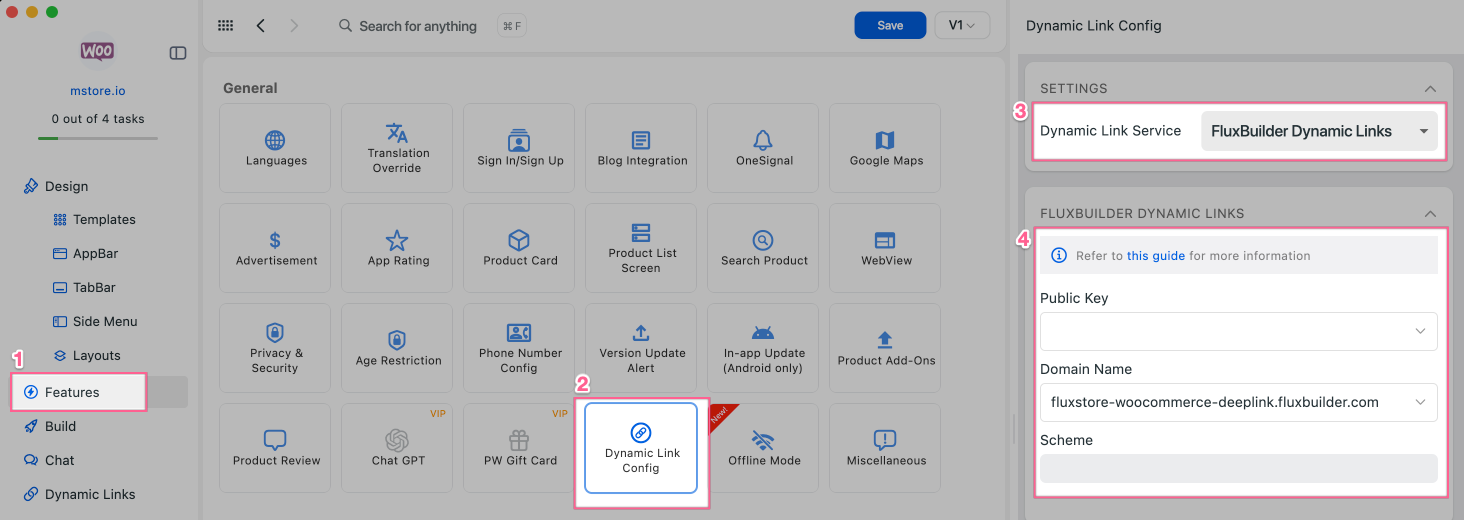 WOO
mstore.io
0 out of 4 tasks
Design
Templates
AppBar
TabBar
Side Menu
Layouts
1
Features
Build
Chat
Dynamic Links
Search for anything
⌘ F
Save
V1
General
Languages
Translation
Override
Sign In/Sign Up
Blog Integration
OneSignal
Google Maps
Advertisement
App Rating
Product Card
Product List
Screen
Search Product
WebView
Privacy &
Security
Age Restriction
Phone Number
Config
Version Update
Alert
In-app Update
(Android only)
Product Add-Ons
Product Review
VIP
Chat GPT
VIP
PW Gift Card
2
Dynamic Link
Config
New!
Offline Mode
Miscellaneous
Dynamic Link Config
SETTINGS
3
Dynamic Link Service
FluxBuilder Dynamic Links
FLUXBUILDER DYNAMIC LINKS
4
Refer to this guide for more information
Public Key
Domain Name
fluxstore-woocommerce-deeplink.fluxbuilder.com
Scheme